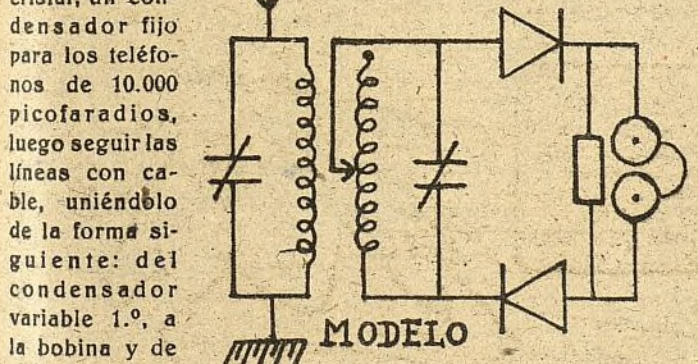 cristal, un con-
densador fijo
para los teléfo-
nos de 10.000
picofaradios,
luego seguir las
líneas con ca-
ble, uniéndolo
de la forma si-
guiente: del
condensador
variable 1.º, a
la bobina y de
MODELO